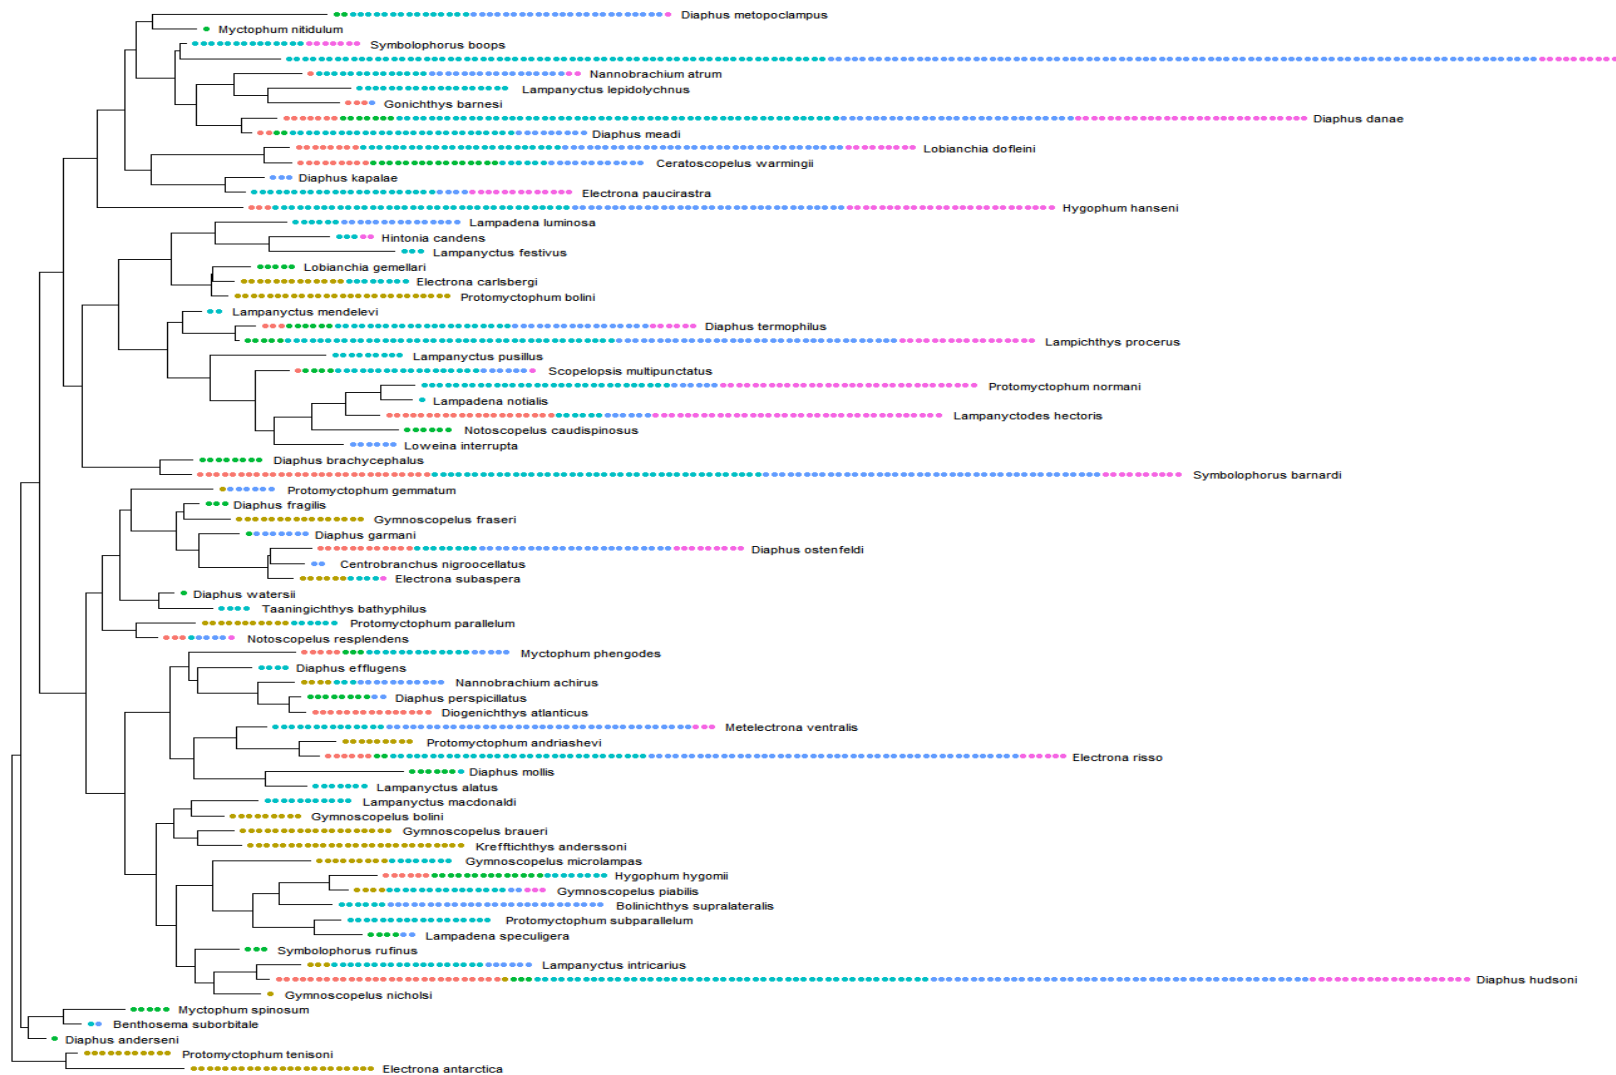 Diaphus metopoclampus
Myctophum nitidulum
Symbolophorus boops
Nannobrachium atrum
Lampanyctus lepidolychnus
Gonichthys barnesi
Diaphus danae
Diaphus meadi
Lobianchia dofleini
Ceratoscopelus warmingii
Diaphus kapalae
Electrona paucirastra
Hygophum hanseni
Lampadena luminosa
Hintonia candens
Lampanyctus festivus
Lobianchia gemellari
Electrona carlsbergi
Protomyctophum bolini
Lampanyctus mendelevi
Diaphus termophilus
Lampichthys procerus
Lampanyctus pusillus
Scopelopsis multipunctatus
Protomyctophum normani
Lampadena notialis
Lampanyctodes hectoris
Notoscopelus caudispinosus
Loweina interrupta
Diaphus brachycephalus
Symbolophorus barnardi
Protomyctophum gemmatum
Diaphus fragilis
Gymnoscopelus fraseri
Diaphus garmani
Diaphus ostenfeldi
Centrobranchus nigroocellatus
Electrona subaspera
Diaphus watersii
Taaningichthys bathyphilus
Protomyctophum parallelum
Notoscopelus resplendens
Myctophum phengodes
Diaphus effulgens
Nannobrachium achirus
Diaphus perspicillatus
Diogenichthys atlanticus
Metelectrona ventralis
Protomyctophum andriashevi
Electrona risso
Diaphus mollis
Lampanyctus alatus
Lampanyctus macdonaldi
Gymnoscopelus bolini
Gymnoscopelus braueri
Krefftichthys anderssoni
Gymnoscopelus microlampas
Hygophum hygomii
Gymnoscopelus piabilis
Bolinichthys supralateralis
Protomyctophum subparallelum
Lampadena speculigera
Symbolophorus rufinus
Lampanyctus intricarius
Diaphus hudsoni
Gymnoscopelus nicholsi
Myctophum spinosum
Benthosema suborbitale
Diaphus anderseni
Protomyctophum tenisoni
Electrona antarctica